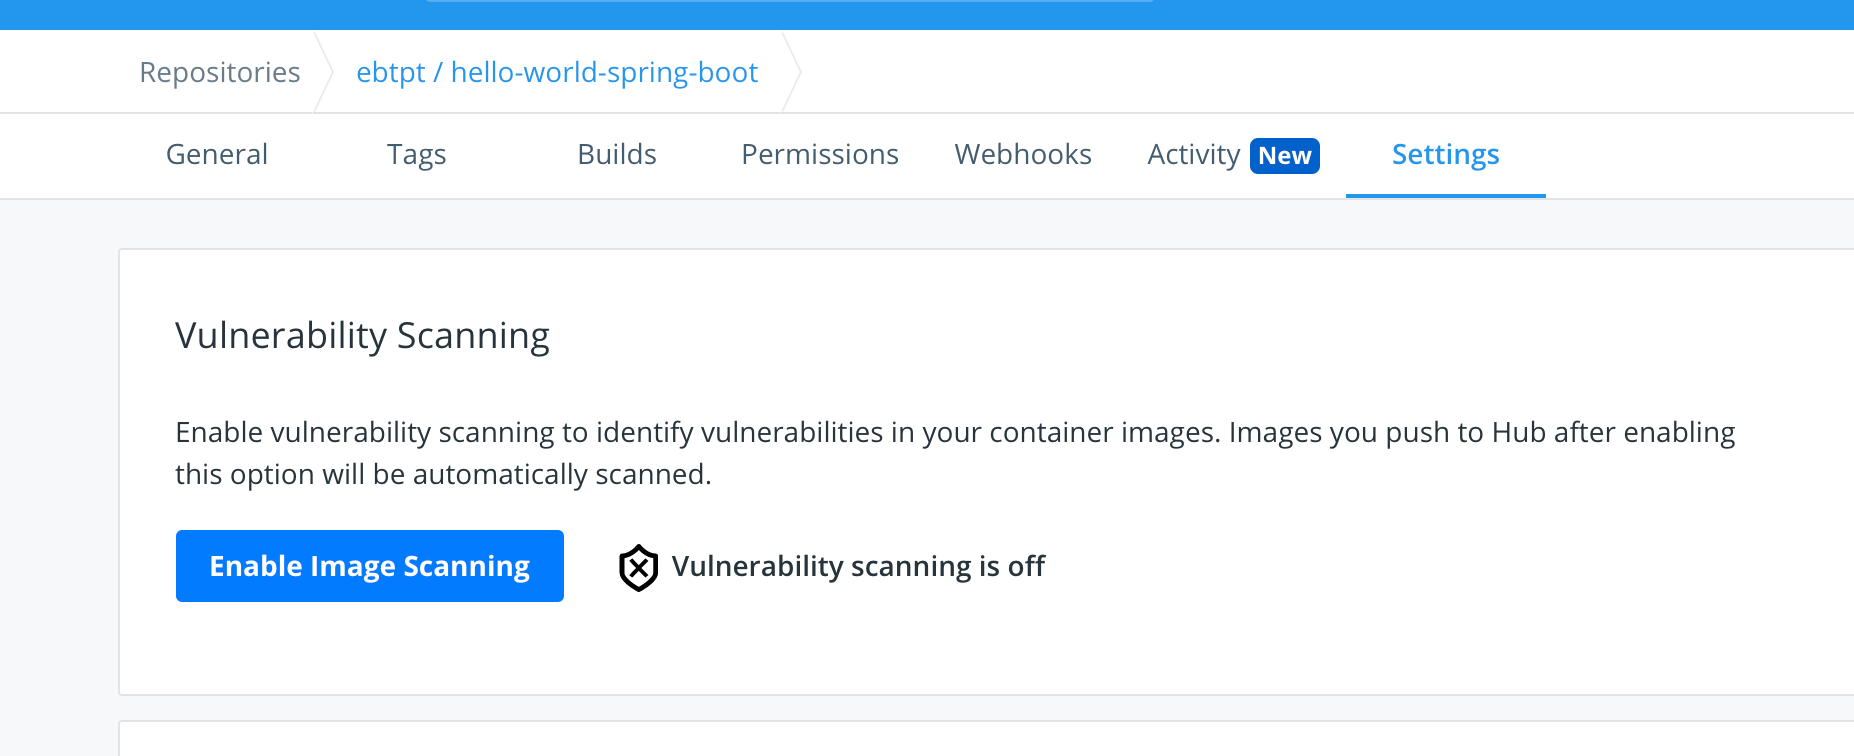 Repositories ebtpt / hello-world-spring-boot
General Tags Builds Permissions Webhooks Activity New Settings
Vulnerability Scanning
Enable vulnerability scanning to identify vulnerabilities in your container images. Images you push to Hub after enabling
this option will be automatically scanned.
Enable Image Scanning Vulnerability scanning is off